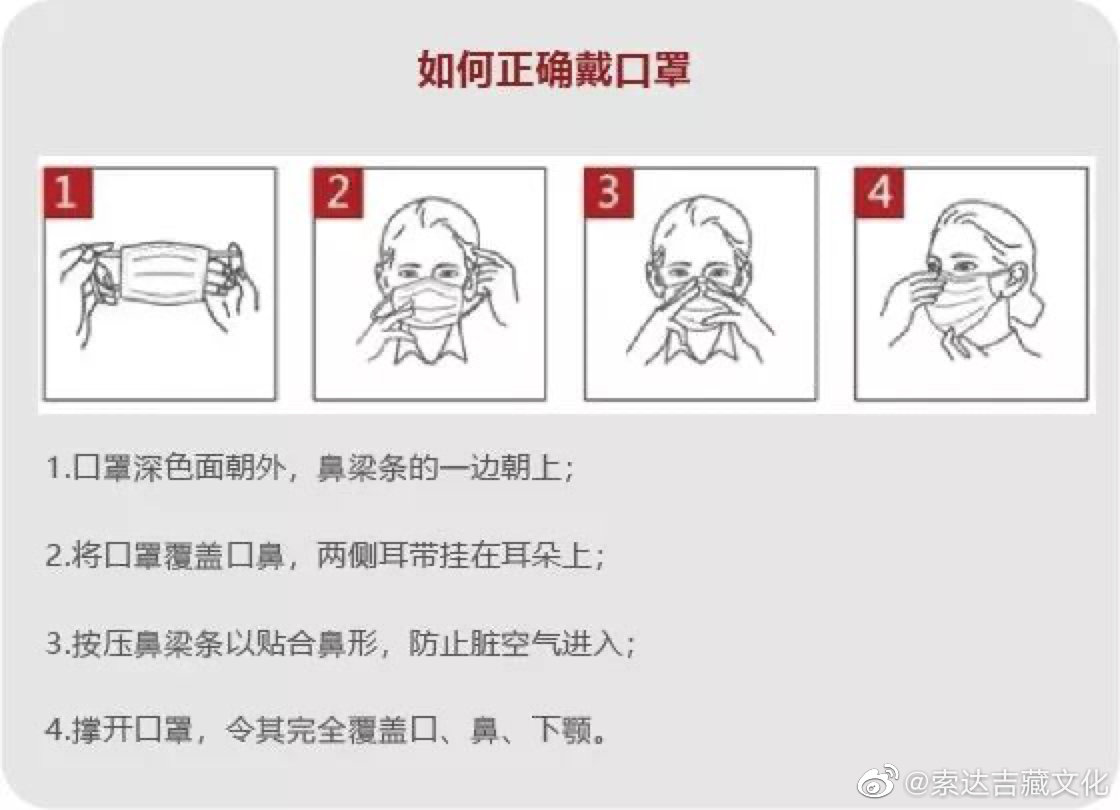 如何正确戴口罩
1
2
3
4
1.口罩深色面朝外，鼻梁条的一边朝上；
2.将口罩覆盖口鼻，两侧耳带挂在耳朵上；
3.按压鼻梁条以贴合鼻形，防止脏空气进入；
4.撑开口罩，令其完全覆盖口、鼻、下颚。
@索达吉藏文化